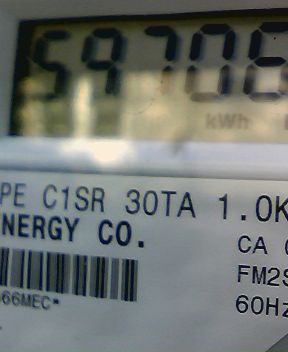 59706
kWh
PE C1SR 30TA 1.0K
NERGY CO.
CA
FM2S
66MEC*
60Hz